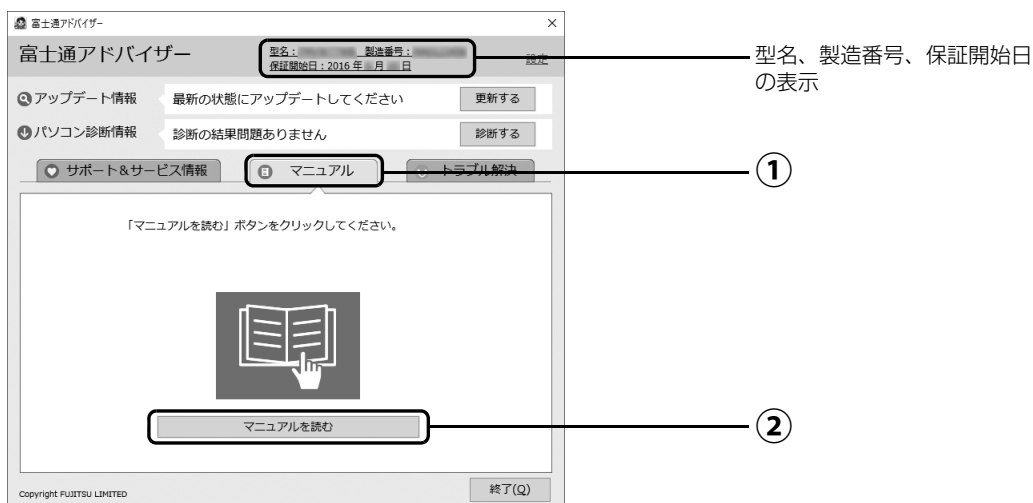 富士通アドバイザー
富士通アドバイザー
型名： 製造番号：
保証開始日：2016 年 月 日
設定
アップデート情報
最新の状態にアップデートしてください
更新する
パソコン診断情報
診断の結果問題ありません
診断する
サポート＆サービス情報
マニュアル
トラブル解決
「マニュアルを読む」ボタンをクリックしてください。
マニュアルを読む
Copyright FUJITSU LIMITED
終了(Q)
型名、製造番号、保証開始日
の表示
①
②